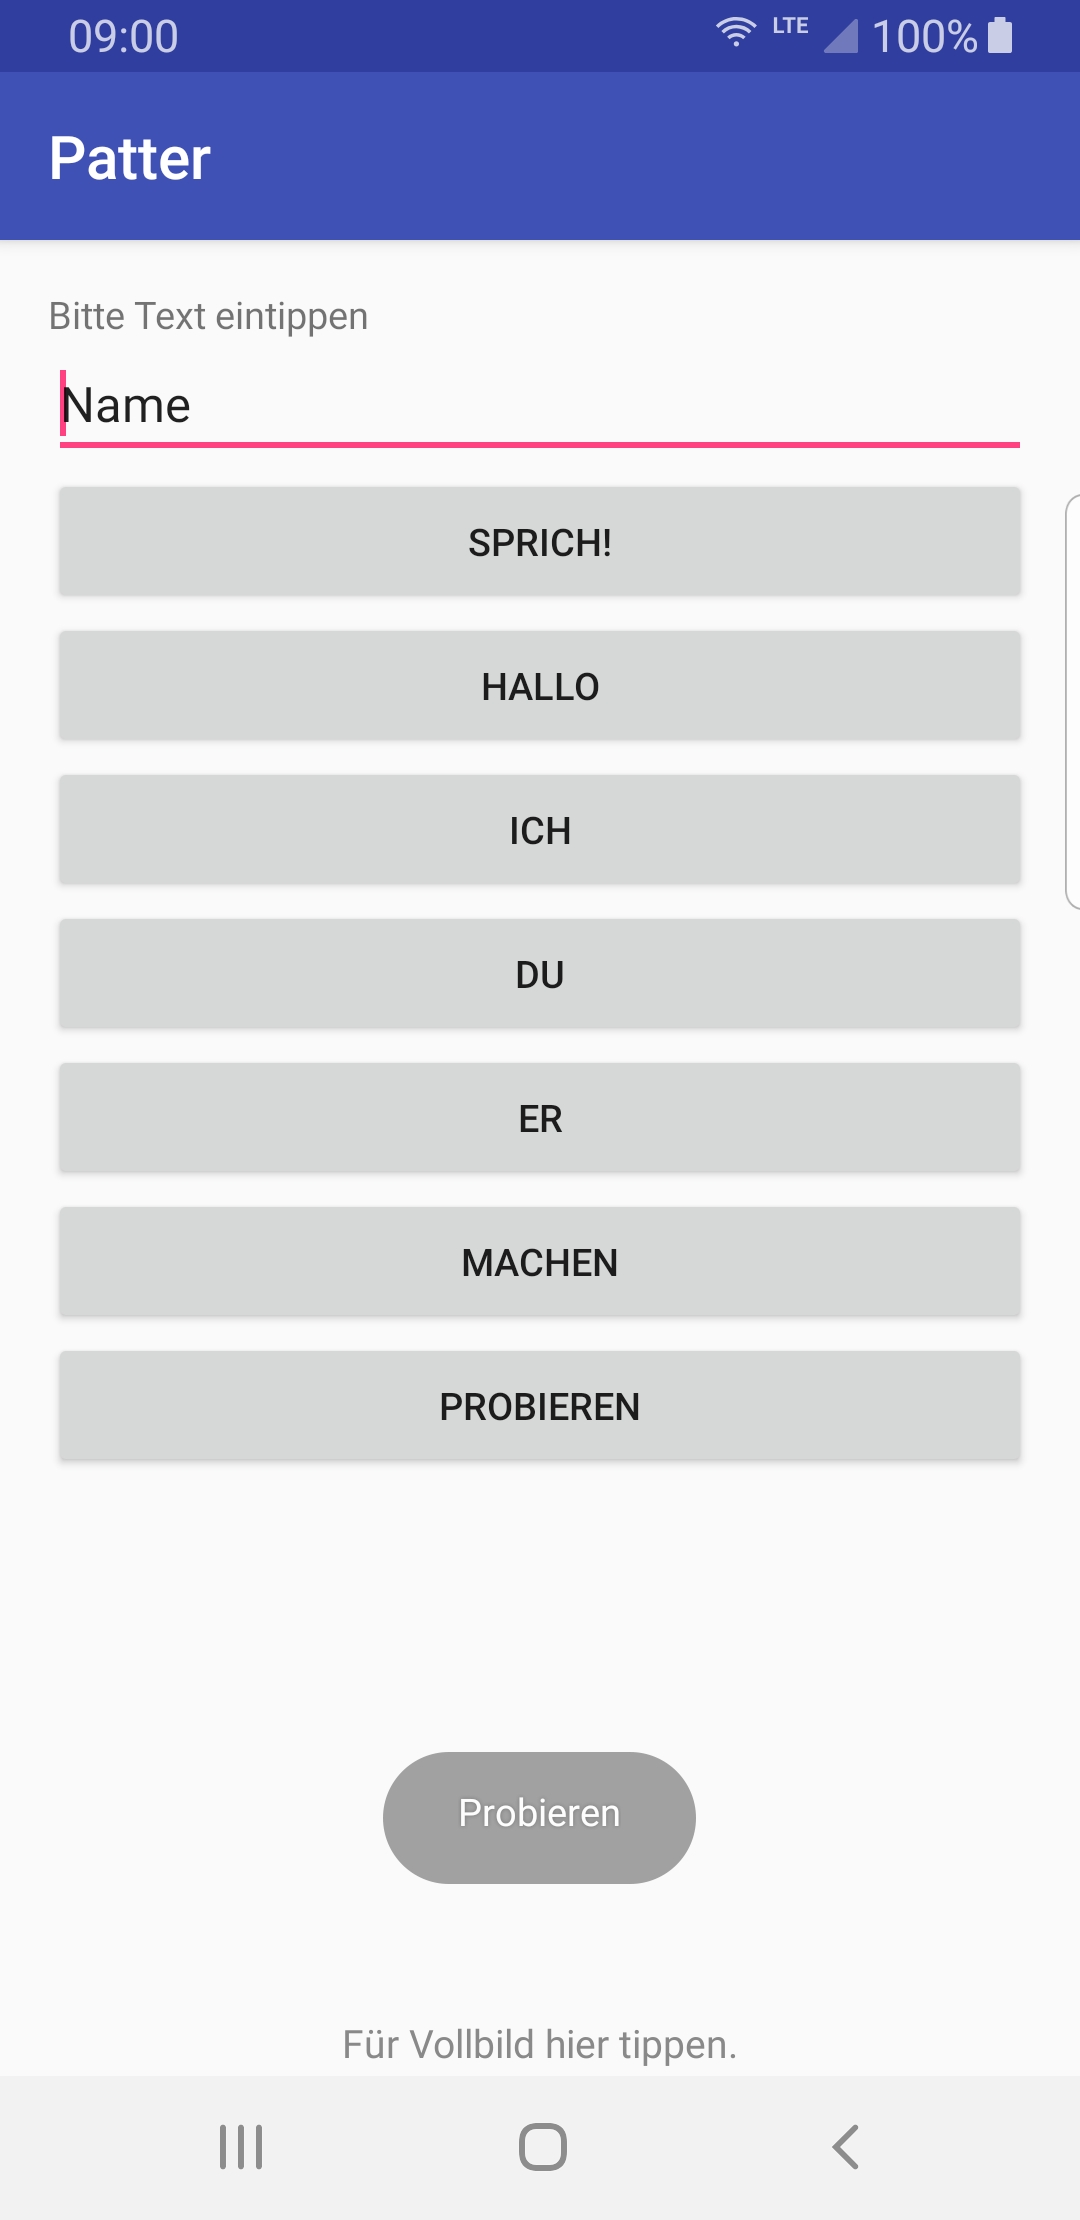 09:00 LTE 100%
Patter
Bitte Text eintippen
Name
SPRICH!
HALLO
ICH
DU
ER
MACHEN
PROBIEREN
Probieren
Für Vollbild hier tippen.